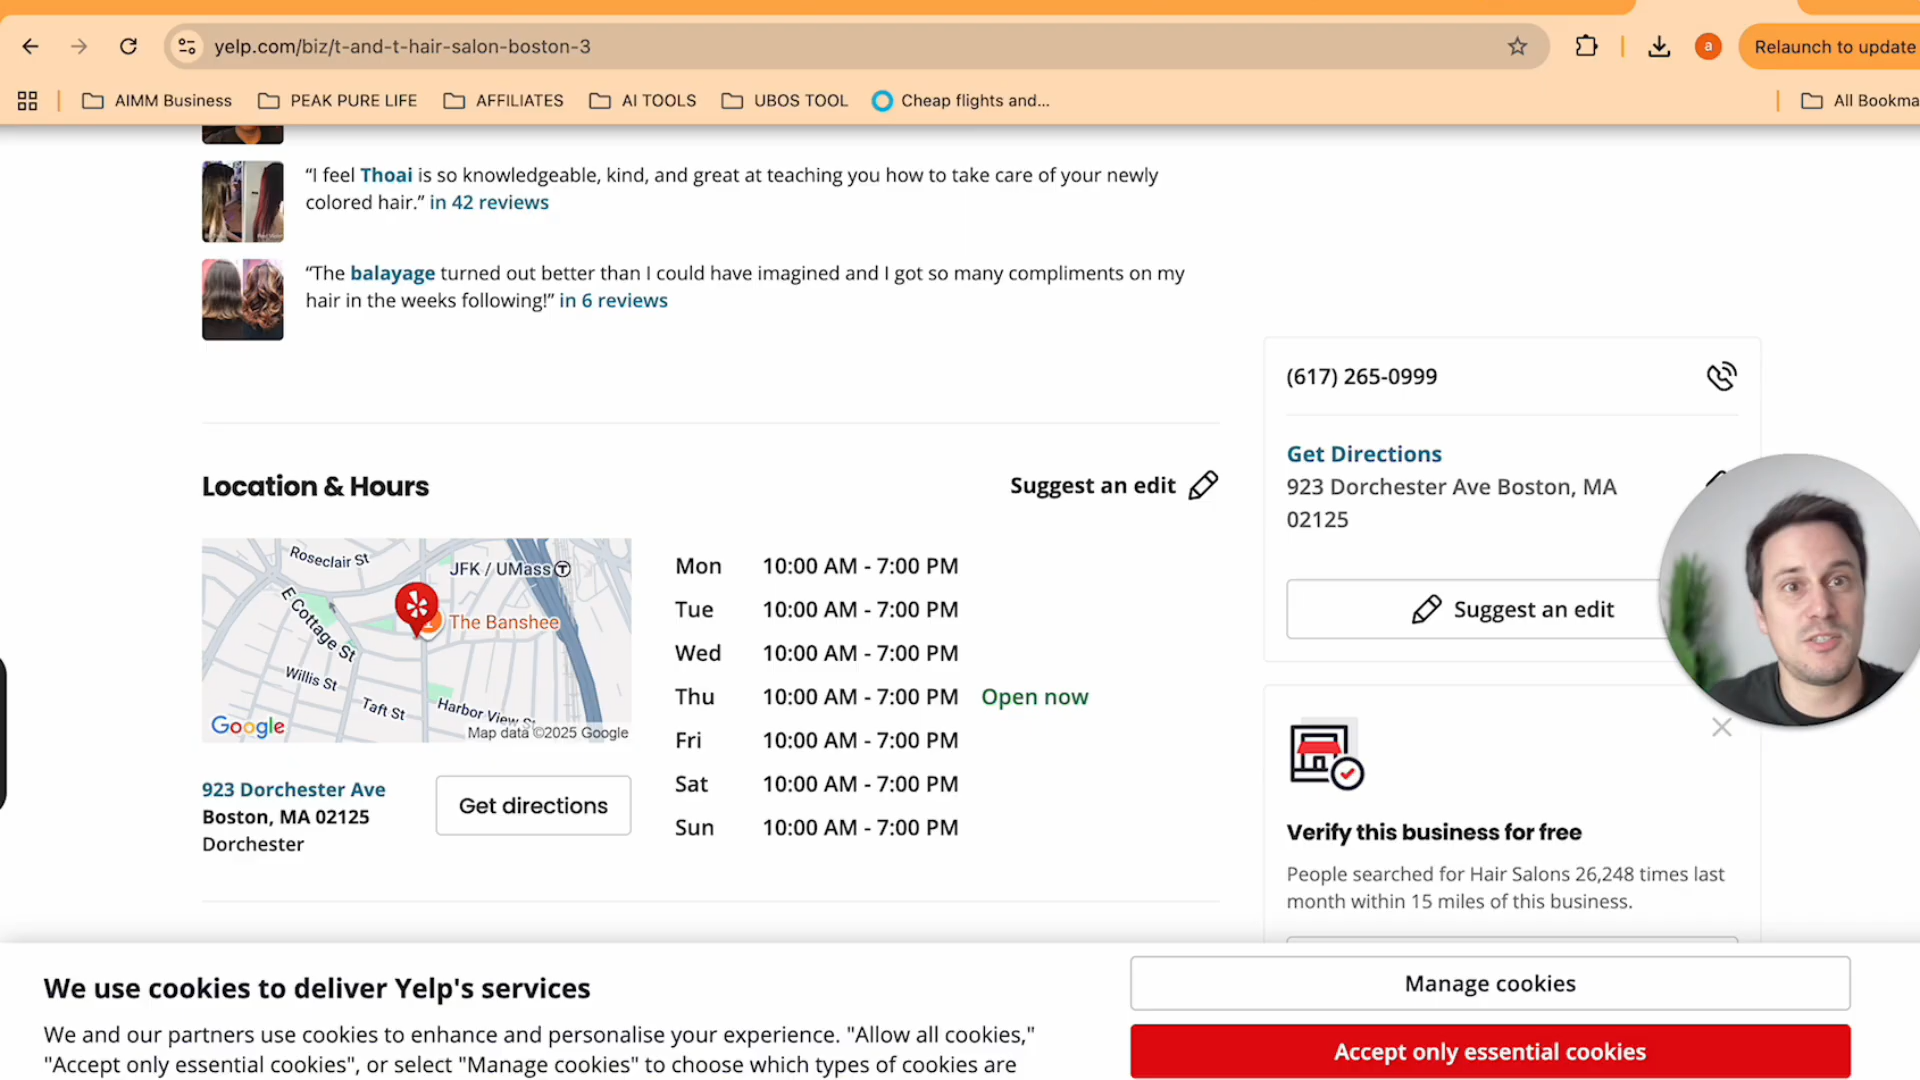 yelp.com/biz/t-and-t-hair-salon-boston-3
a
Relaunch to update
AIMM Business
PEAK PURE LIFE
AFFILIATES
AI TOOLS
UBOS TOOL
Cheap flights and...
All Bookma
“I feel Thoai is so knowledgeable, kind, and great at teaching you how to take care of your newly
colored hair.” in 42 reviews
“The balayage turned out better than I could have imagined and I got so many compliments on my
hair in the weeks following!” in 6 reviews
(617) 265-0999
Get Directions
923 Dorchester Ave Boston, MA
02125
Suggest an edit
Location & Hours
Suggest an edit
Roseclair St
JFK / UMass
T
E Cottage St
The Banshee
Willis St
Taft St
Harbor View St
Google
Map data ©2025 Google
923 Dorchester Ave
Boston, MA 02125
Dorchester
Get directions
Mon 10:00 AM - 7:00 PM
Tue 10:00 AM - 7:00 PM
Wed 10:00 AM - 7:00 PM
Thu 10:00 AM - 7:00 PM Open now
Fri 10:00 AM - 7:00 PM
Sat 10:00 AM - 7:00 PM
Sun 10:00 AM - 7:00 PM
Verify this business for free
People searched for Hair Salons 26,248 times last
month within 15 miles of this business.
We use cookies to deliver Yelp's services
We and our partners use cookies to enhance and personalise your experience. "Allow all cookies,"
"Accept only essential cookies", or select "Manage cookies" to choose which types of cookies are
Manage cookies
Accept only essential cookies